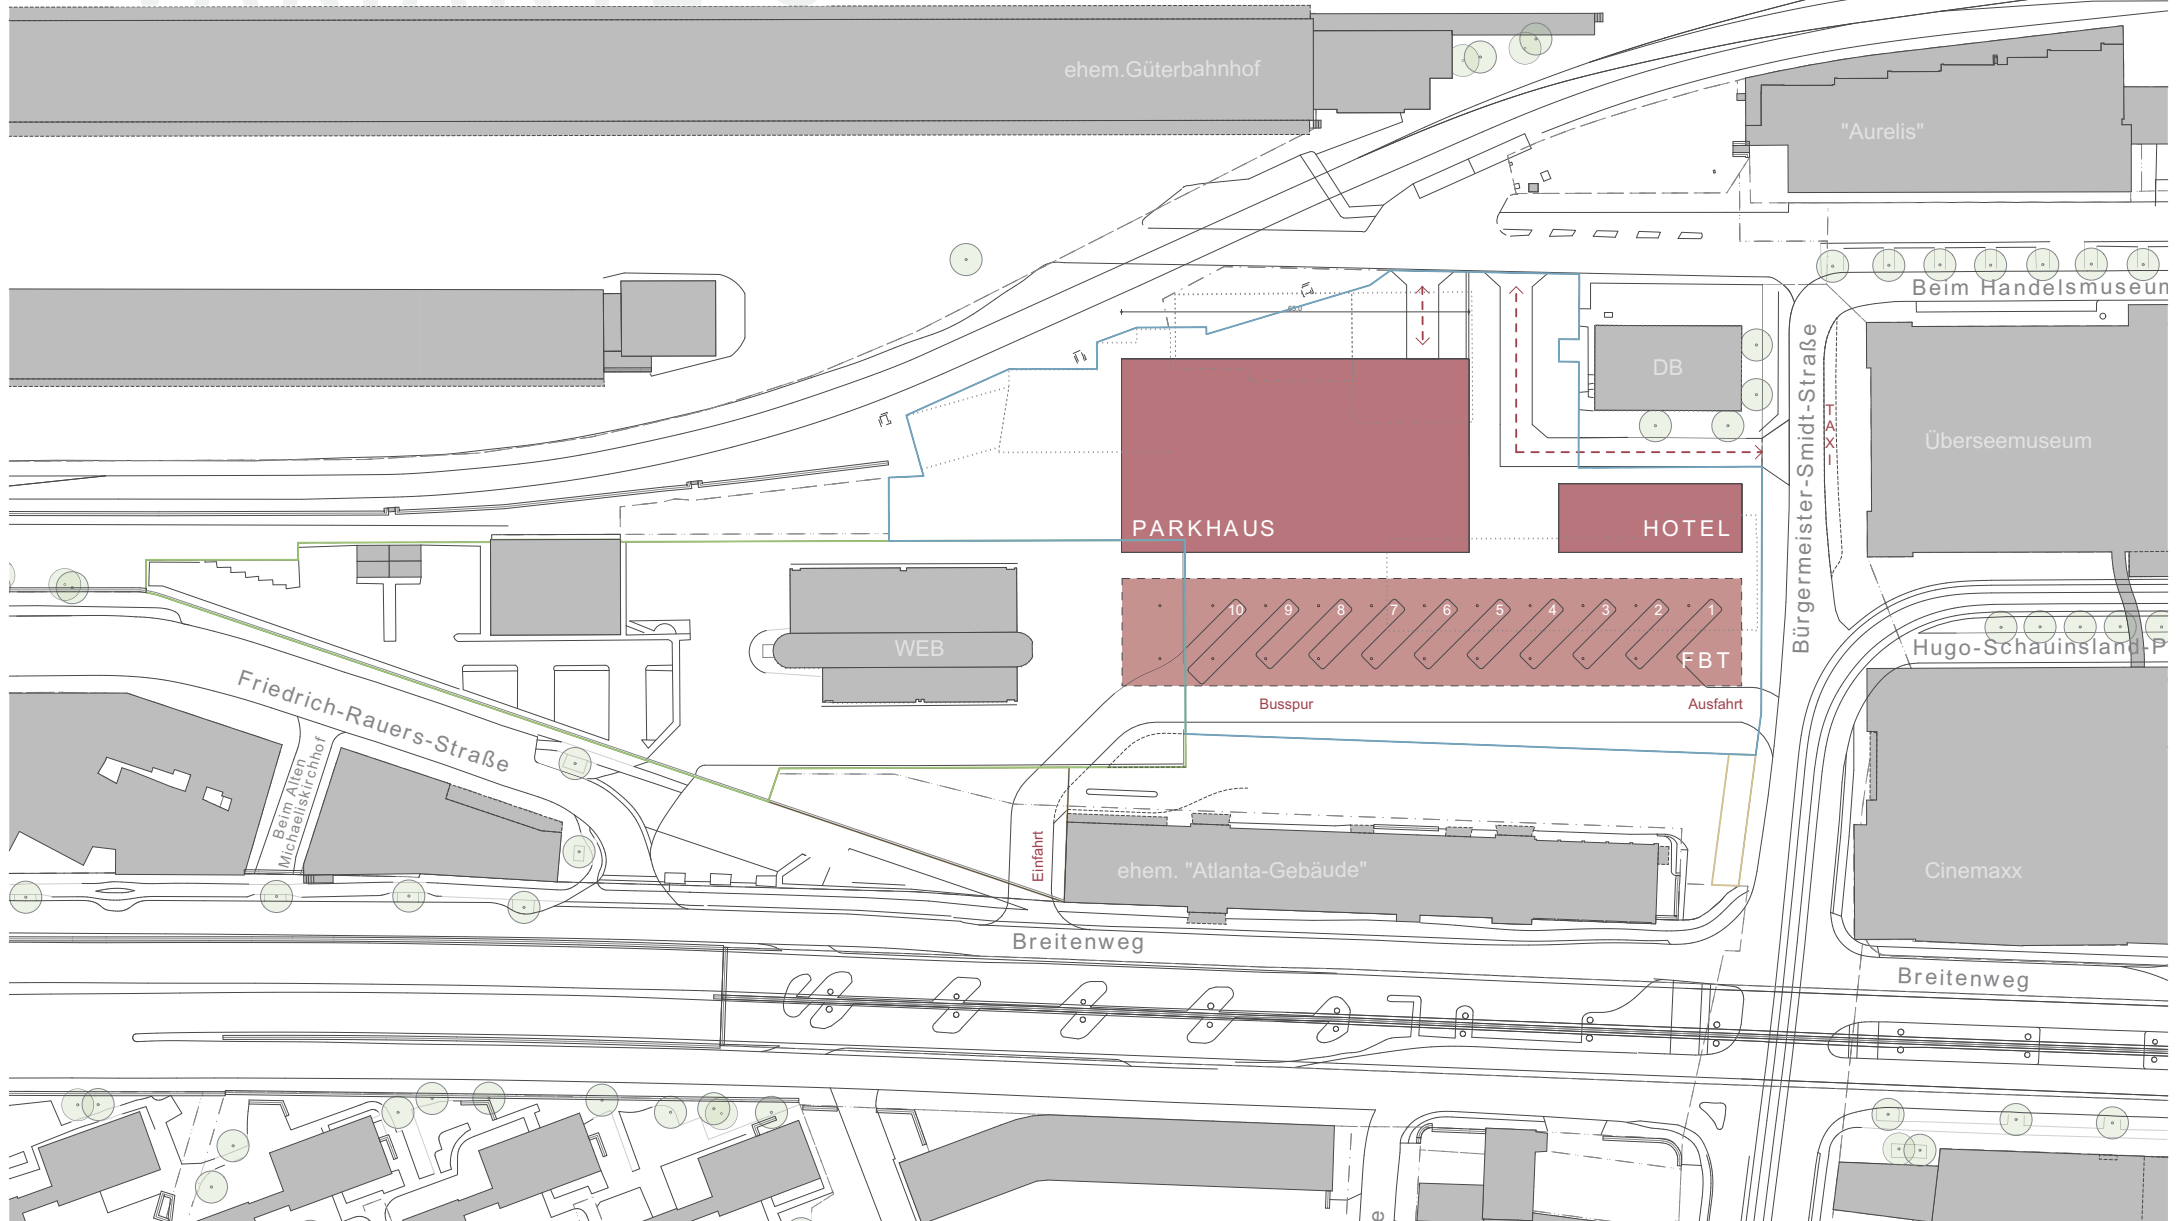 ehem.Güterbahnhof
"Aurelis"
Beim Handelsmuseum
65.0
DB
Bürgermeister-Smidt-Straße
TAXI
Überseemuseum
PARKHAUS
HOTEL
10 9 8 7 6 5 4 3 2 1
FBT
WEB
Hugo-Schauinsland-P
Friedrich-Rauers-Straße
Busspur
Ausfahrt
Beim Alten
Michaeliskirchhof
Einfahrt
ehem. "Atlanta-Gebäude"
Cinemaxx
Breitenweg
Breitenweg
e